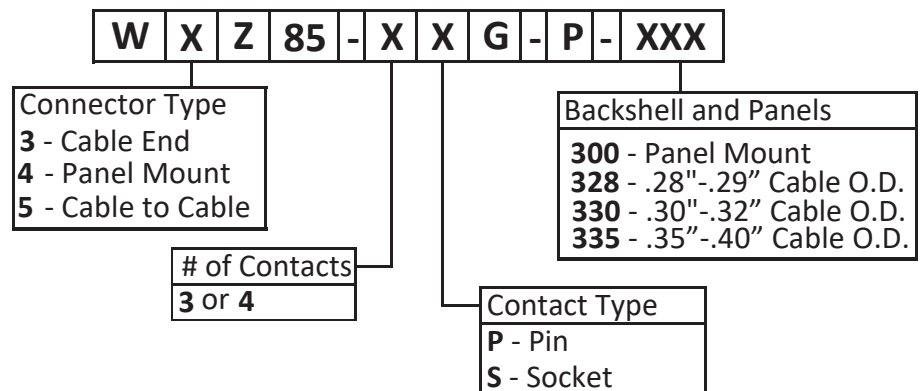 W X Z 85 - X X G - P - XXX
Connector Type
3 - Cable End
4 - Panel Mount
5 - Cable to Cable
Backshell and Panels
300 - Panel Mount
328 - .28"-.29” Cable O.D.
330 - .30"-.32” Cable O.D.
335 - .35”-.40” Cable O.D.
# of Contacts
3 or 4
Contact Type
P - Pin
S - Socket